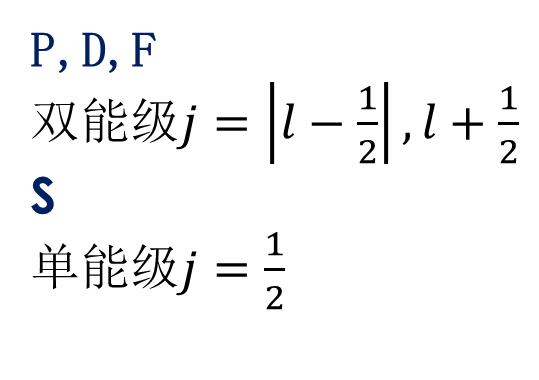 P,D,F
双能级j = |l − 1/2|, l + 1/2
S
单能级j = 1/2